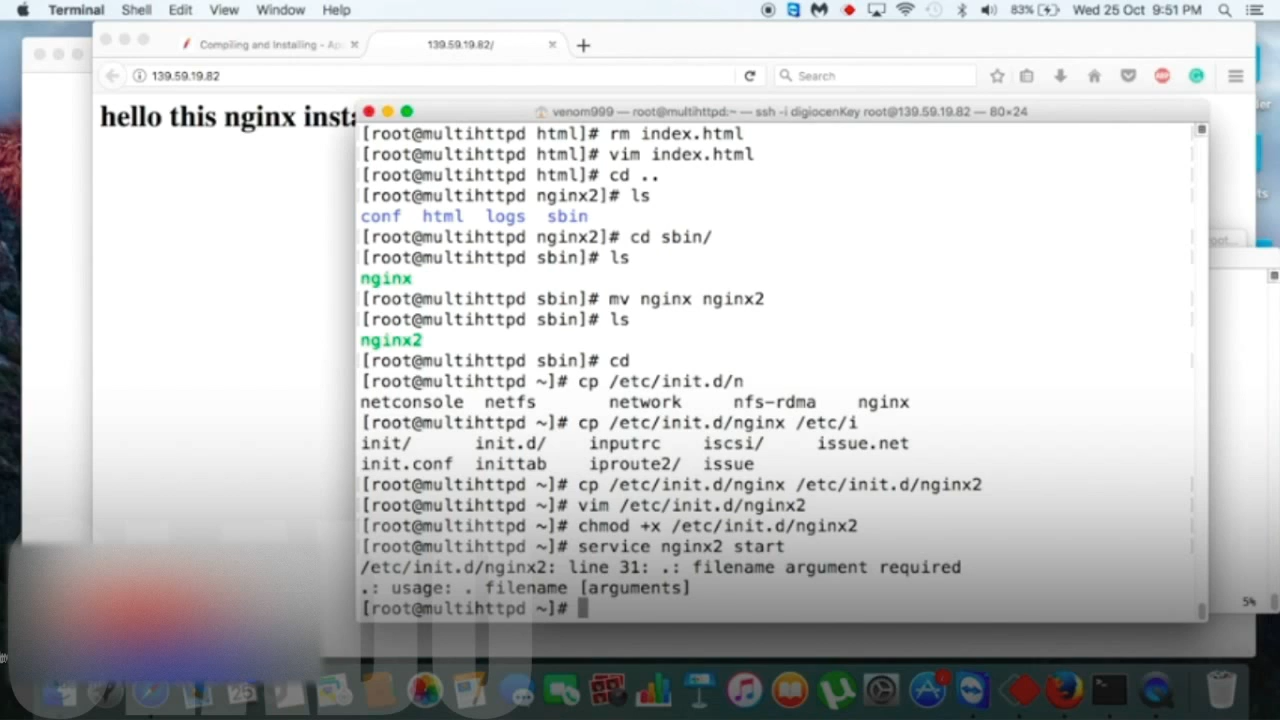 Terminal Shell Edit View Window Help 83% Wed 25 Oct 9:51 PM
Compiling and Installing - Ap 139.59.19.82/
139.59.19.82 Search
hello this nginx insta
venom999 — root@multihttpd:~ — ssh -i digiocenKey root@139.59.19.82 — 80×24
[root@multihttpd html]# rm index.html
[root@multihttpd html]# vim index.html
[root@multihttpd html]# cd ..
[root@multihttpd nginx2]# ls
conf html logs sbin
[root@multihttpd nginx2]# cd sbin/
[root@multihttpd sbin]# ls
nginx
[root@multihttpd sbin]# mv nginx nginx2
[root@multihttpd sbin]# ls
nginx2
[root@multihttpd sbin]# cd
[root@multihttpd ~]# cp /etc/init.d/n
netconsole netfs network nfs-rdma nginx
[root@multihttpd ~]# cp /etc/init.d/nginx /etc/i
init/ init.d/ inputrc iscsi/ issue.net
init.conf inittab iproute2/ issue
[root@multihttpd ~]# cp /etc/init.d/nginx /etc/init.d/nginx2
[root@multihttpd ~]# vim /etc/init.d/nginx2
[root@multihttpd ~]# chmod +x /etc/init.d/nginx2
[root@multihttpd ~]# service nginx2 start
/etc/init.d/nginx2: line 31: .: filename argument required
.: usage: . filename [arguments]
[root@multihttpd ~]#
5%